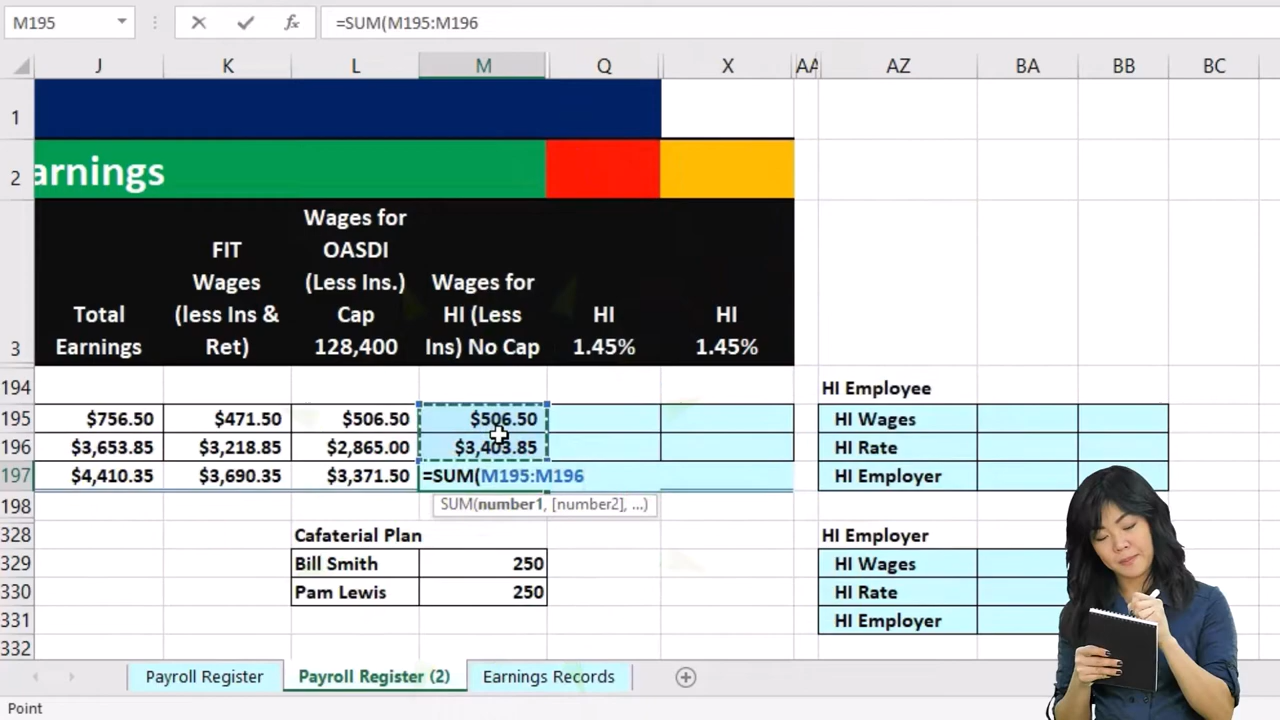 M195 =SUM(M195:M196
J K L M Q X AA AZ BA BB BC
1
2 arnings
3 Total Earnings FIT Wages (less Ins & Ret) Wages for OASDI (Less Ins.) Cap 128,400 Wages for HI (Less Ins) No Cap HI 1.45% HI 1.45%
194 HI Employee
195 $756.50 $471.50 $506.50 $506.50 HI Wages
196 $3,653.85 $3,218.85 $2,865.00 $3,403.85 HI Rate
197 $4,410.35 $3,690.35 $3,371.50 =SUM(M195:M196 HI Employer
198 SUM(number1, [number2], ...)
328 Cafaterial Plan HI Employer
329 Bill Smith 250 HI Wages
330 Pam Lewis 250 HI Rate
331 HI Employer
332
Payroll Register Payroll Register (2) Earnings Records
Point